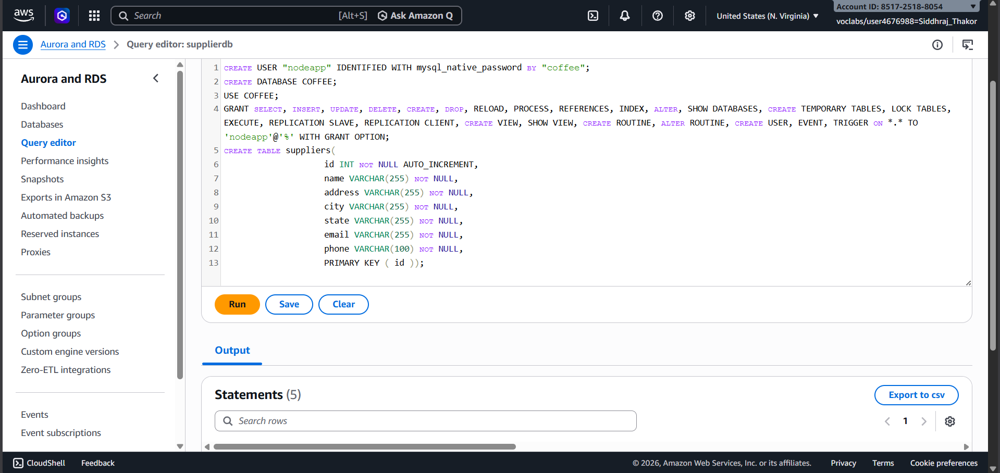 aws
Search
[Alt+S]
Ask Amazon Q
United States (N. Virginia)
Account ID: 8517-2518-8054
voclabs/user4676988=Siddhraj_Thakor
Aurora and RDS
Query editor: supplierdb
Aurora and RDS
Dashboard
Databases
Query editor
Performance insights
Snapshots
Exports in Amazon S3
Automated backups
Reserved instances
Proxies
Subnet groups
Parameter groups
Option groups
Custom engine versions
Zero-ETL integrations
Events
Event subscriptions
1 CREATE USER "nodeapp" IDENTIFIED WITH mysql_native_password BY "coffee";
2 CREATE DATABASE COFFEE;
3 USE COFFEE;
4 GRANT SELECT, INSERT, UPDATE, DELETE, CREATE, DROP, RELOAD, PROCESS, REFERENCES, INDEX, ALTER, SHOW DATABASES, CREATE TEMPORARY TABLES, LOCK TABLES,
EXECUTE, REPLICATION SLAVE, REPLICATION CLIENT, CREATE VIEW, SHOW VIEW, CREATE ROUTINE, ALTER ROUTINE, CREATE USER, EVENT, TRIGGER ON *.* TO
'nodeapp'@'%' WITH GRANT OPTION;
5 CREATE TABLE suppliers(
6 id INT NOT NULL AUTO_INCREMENT,
7 name VARCHAR(255) NOT NULL,
8 address VARCHAR(255) NOT NULL,
9 city VARCHAR(255) NOT NULL,
10 state VARCHAR(255) NOT NULL,
11 email VARCHAR(255) NOT NULL,
12 phone VARCHAR(100) NOT NULL,
13 PRIMARY KEY ( id ));
Run
Save
Clear
Output
Statements (5)
Export to csv
Search rows
1
CloudShell
Feedback
© 2026, Amazon Web Services, Inc. or its affiliates.
Privacy
Terms
Cookie preferences